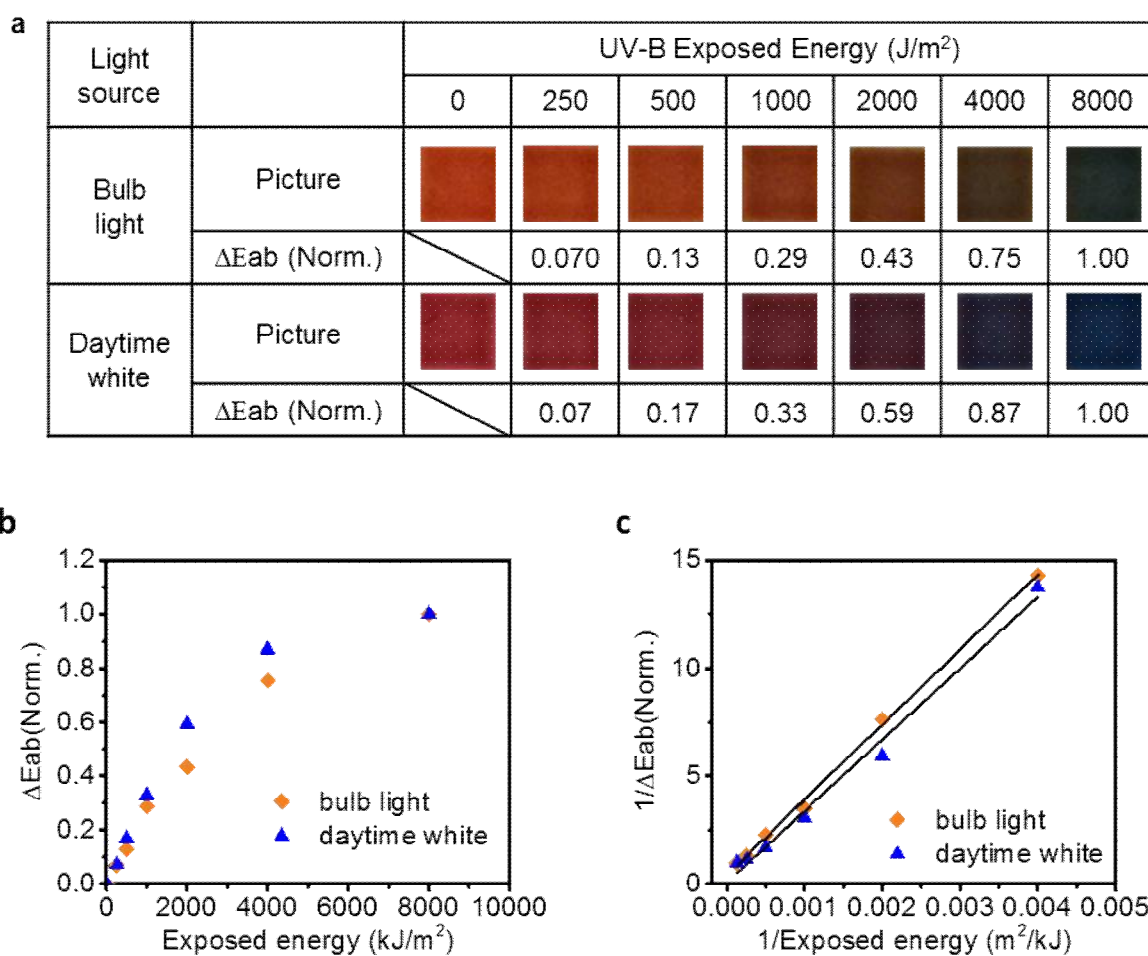 a
Light source
UV-B Exposed Energy (J/m²)
0 250 500 1000 2000 4000 8000
Bulb light
Picture
ΔEab (Norm.) 0.070 0.13 0.29 0.43 0.75 1.00
Daytime white
Picture
ΔEab (Norm.) 0.07 0.17 0.33 0.59 0.87 1.00
b
1.2
1.0
0.8
0.6
0.4
0.2
0.0
ΔEab(Norm.)
bulb light
daytime white
0 2000 4000 6000 8000 10000
Exposed energy (kJ/m²)
c
15
10
5
0
1/ΔEab(Norm.)
bulb light
daytime white
0.000 0.001 0.002 0.003 0.004 0.005
1/Exposed energy (m²/kJ)